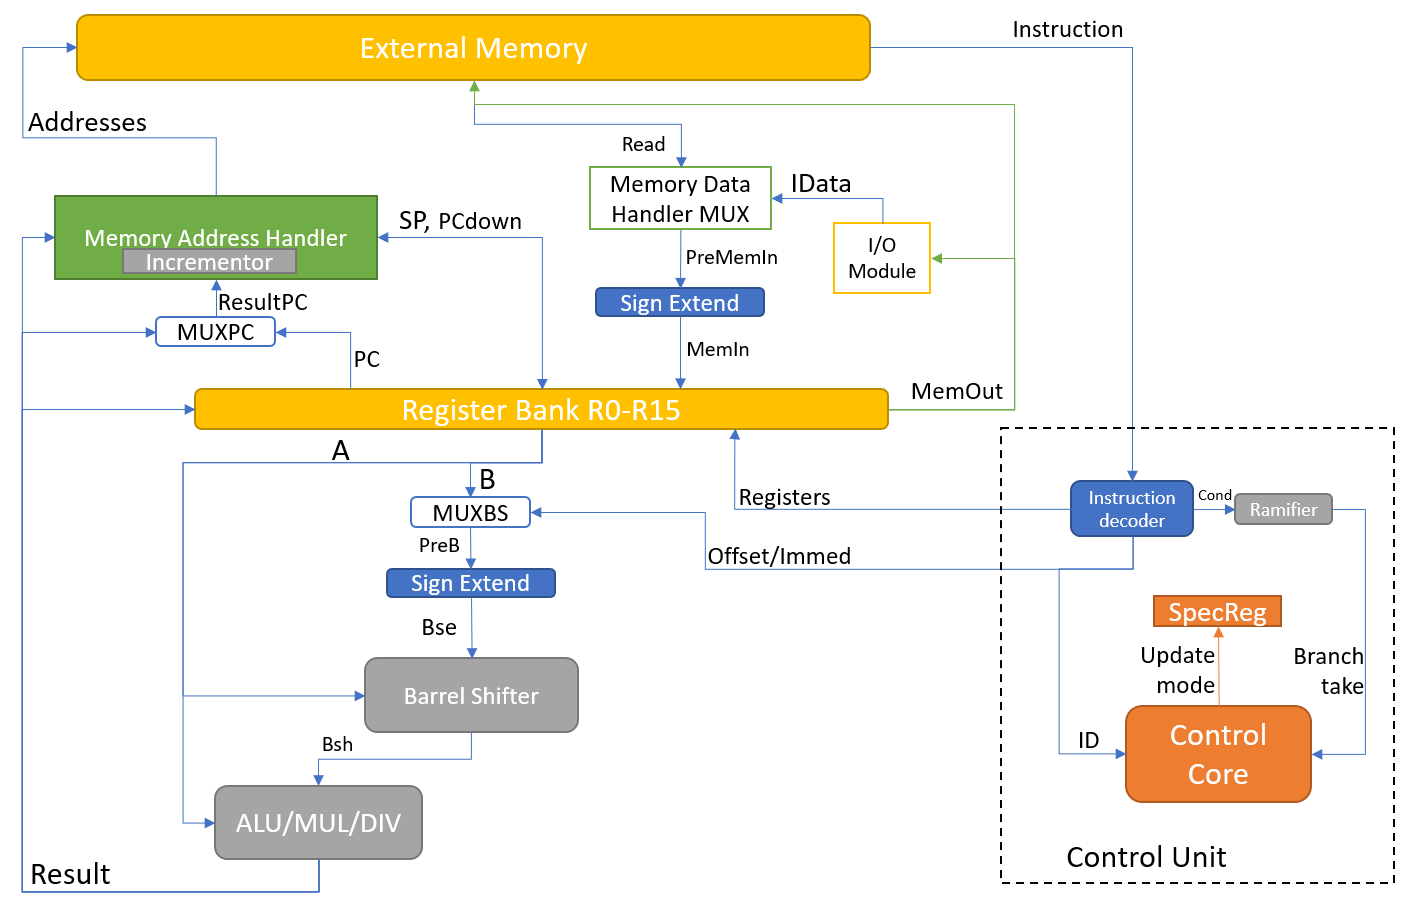 External Memory
Instruction
Addresses
Read
Memory Data
Handler MUX
IData
SP, PCdown
Memory Address Handler
Incrementor
I/O
Module
PreMemIn
ResultPC
Sign Extend
MUXPC
MemIn
PC
Register Bank R0-R15
MemOut
A
B
MUXBS
Registers
Instruction
decoder
Cond
Ramifier
PreB
Offset/Immed
Sign Extend
SpecReg
Bse
Update
mode
Branch
take
Barrel Shifter
Bsh
ID
Control
Core
ALU/MUL/DIV
Control Unit
Result